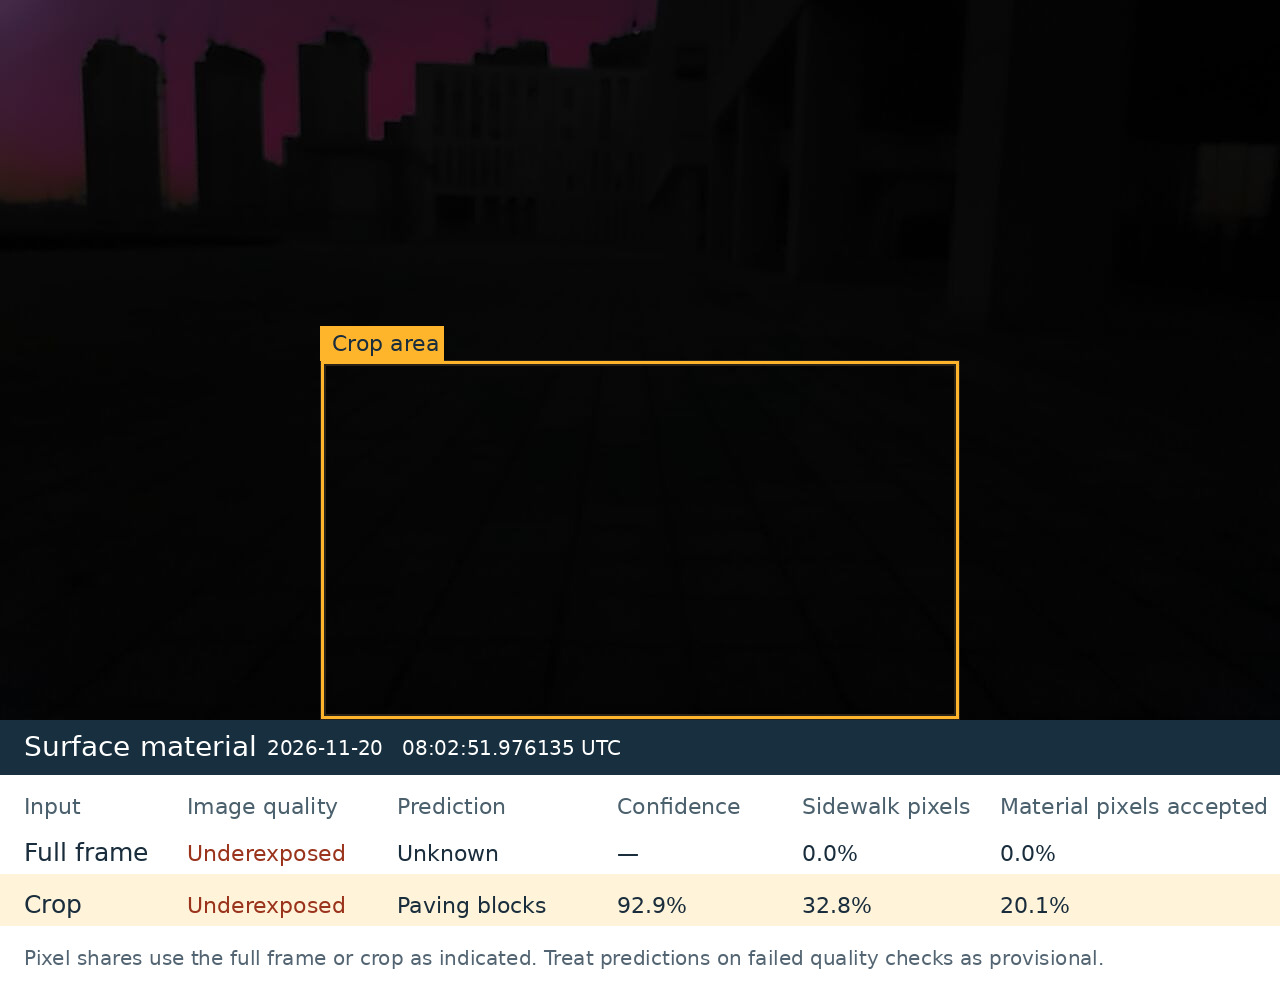 Crop area
Surface material 2026-11-20 08:02:51.976135 UTC
Input Image quality Prediction Confidence Sidewalk pixels Material pixels accepted
Full frame Underexposed Unknown — 0.0% 0.0%
Crop Underexposed Paving blocks 92.9% 32.8% 20.1%
Pixel shares use the full frame or crop as indicated. Treat predictions on failed quality checks as provisional.